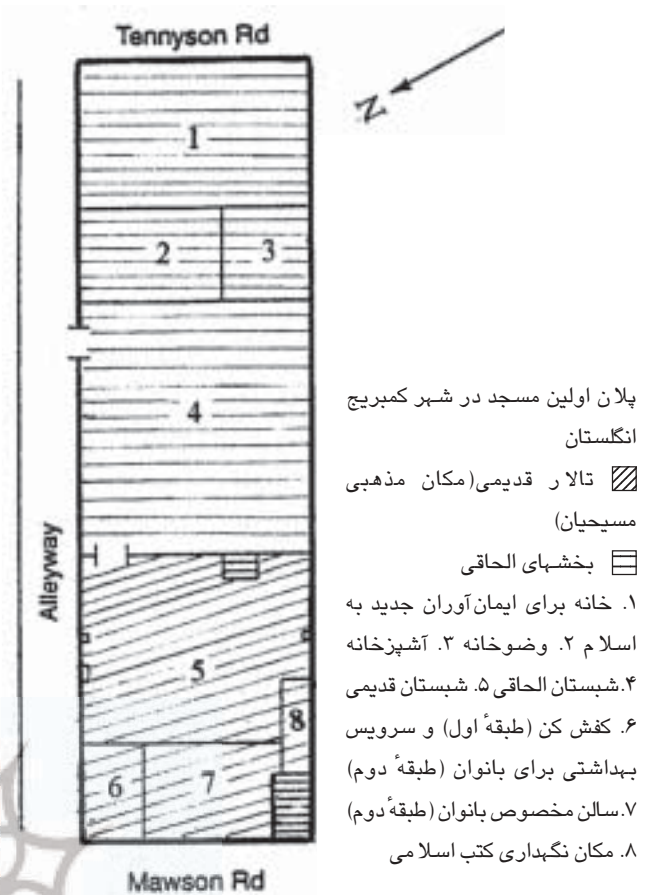 Tennyson Rd
N
1
2
3
4
Alleyway
5
8
6
7
Mawson Rd
پلان اولین مسجد در شهر کمبریج
انگلستان
تالار قدیمی(مکان مذهبی
مسیحیان)
بخشهای الحاقی
۱. خانه برای ایمان‌آوران جدید به
اسلام ۲. وضوخانه ۳. آشپزخانه
۴.شبستان الحاقی ۵. شبستان قدیمی
۶. کفش کن (طبقهٔ اول) و سرویس
بهداشتی برای بانوان (طبقهٔ دوم)
۷.سالن مخصوص بانوان (طبقهٔ دوم)
۸. مکان نگهداری کتب اسلامی